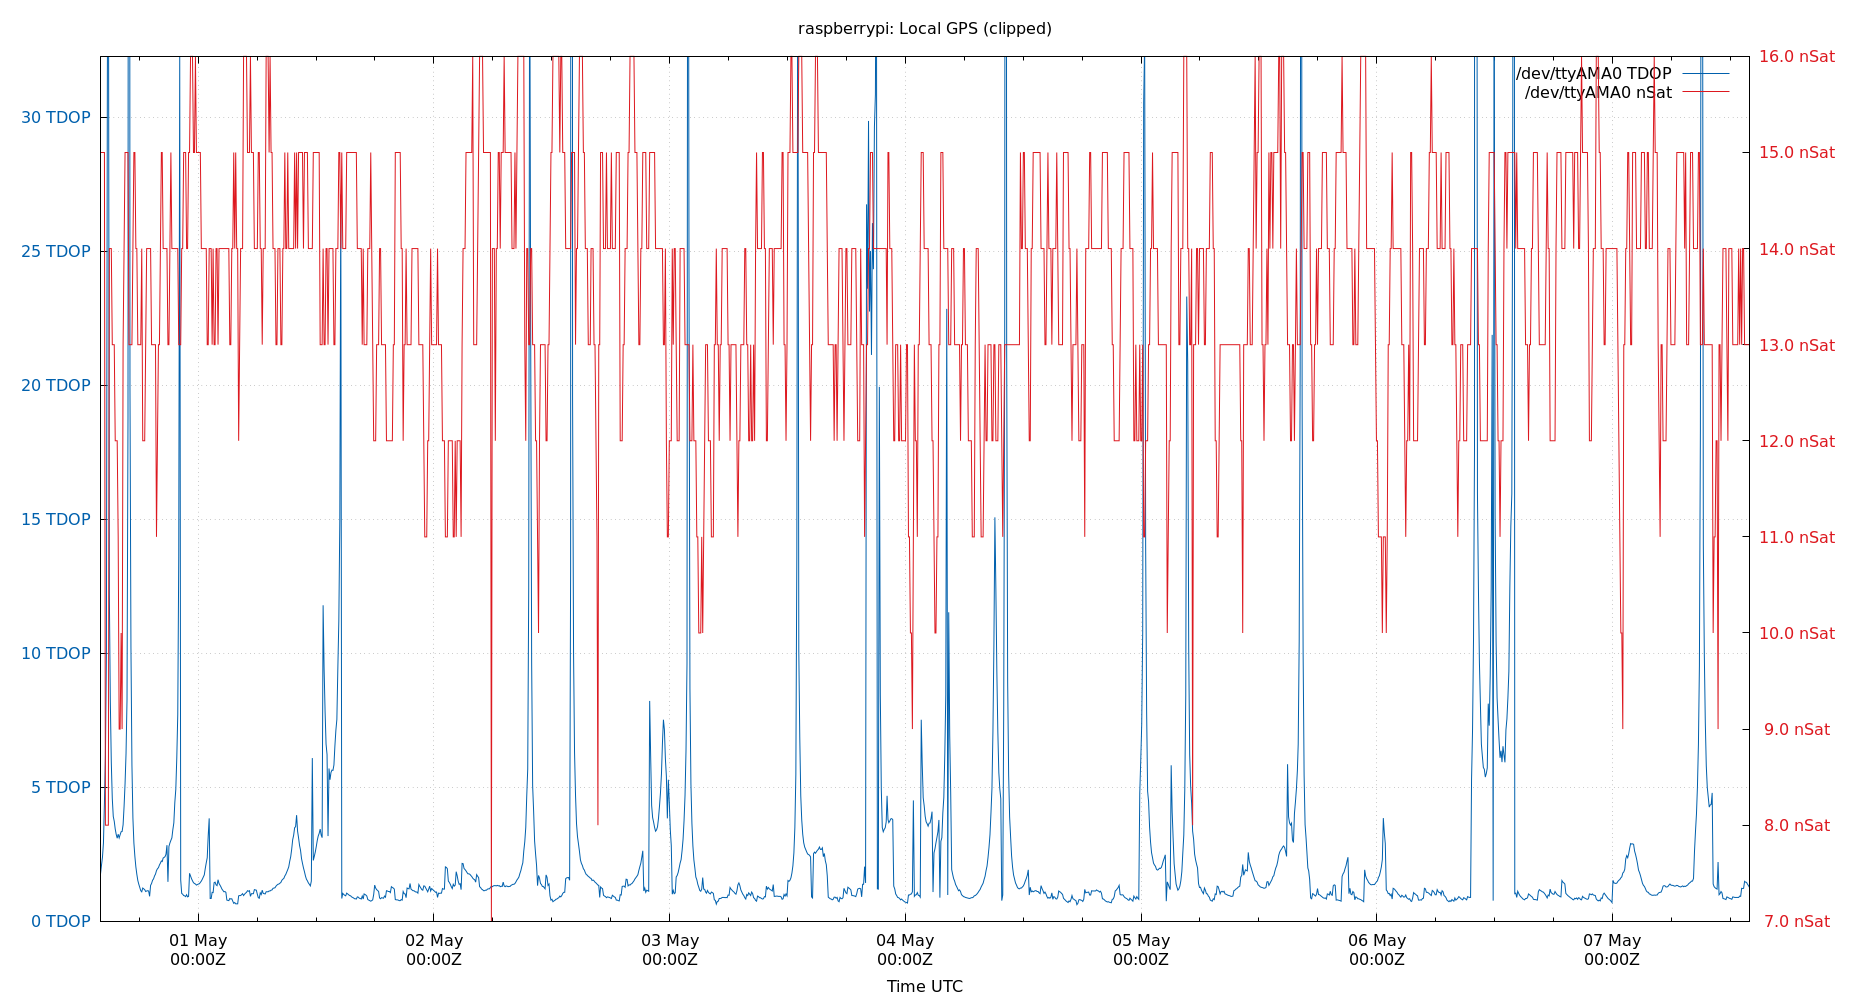 raspberrypi: Local GPS (clipped)
/dev/ttyAMA0 TDOP
/dev/ttyAMA0 nSat
30 TDOP
25 TDOP
20 TDOP
15 TDOP
10 TDOP
5 TDOP
0 TDOP
16.0 nSat
15.0 nSat
14.0 nSat
13.0 nSat
12.0 nSat
11.0 nSat
10.0 nSat
9.0 nSat
8.0 nSat
7.0 nSat
01 May
00:00Z
02 May
00:00Z
03 May
00:00Z
04 May
00:00Z
05 May
00:00Z
06 May
00:00Z
07 May
00:00Z
Time UTC